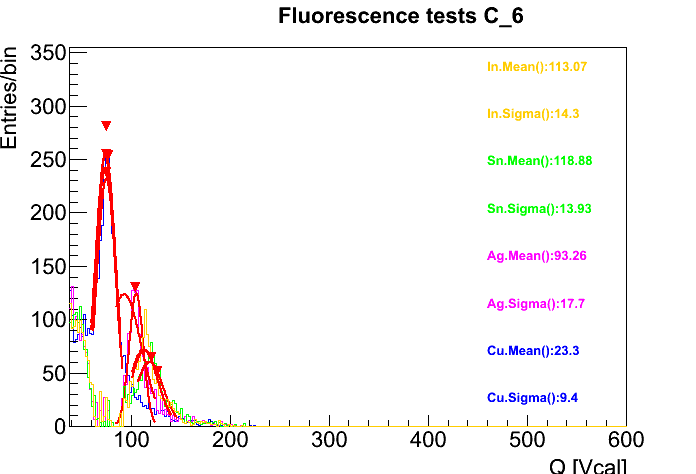 Fluorescence tests C_6
Entries/bin
350
300
250
200
150
100
50
0
100
200
300
400
500
600
Q [Vcal]
In.Mean():113.07
In.Sigma():14.3
Sn.Mean():118.88
Sn.Sigma():13.93
Ag.Mean():93.26
Ag.Sigma():17.7
Cu.Mean():23.3
Cu.Sigma():9.4